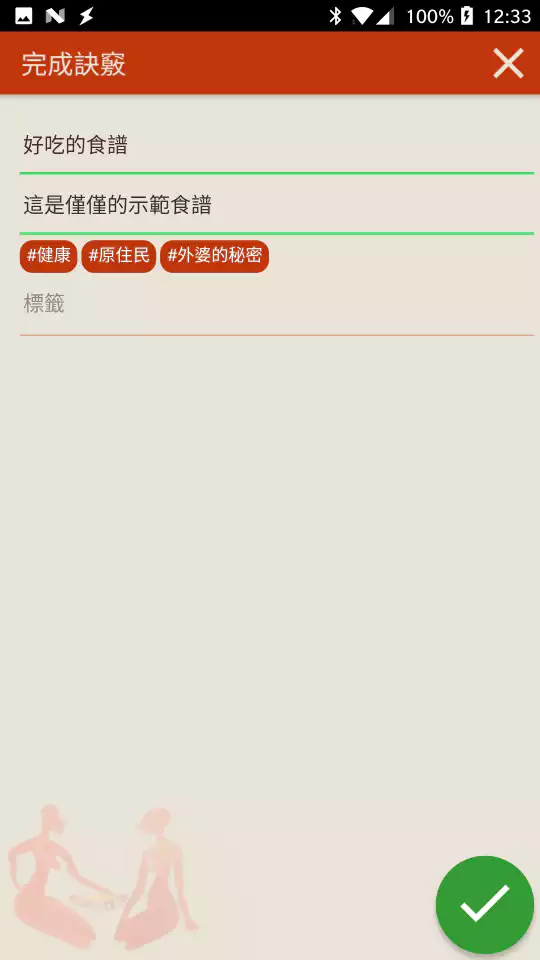 100% 12:33
完成訣竅
好吃的食譜
這是僅僅的示範食譜
#健康 #原住民 #外婆的秘密
標籤